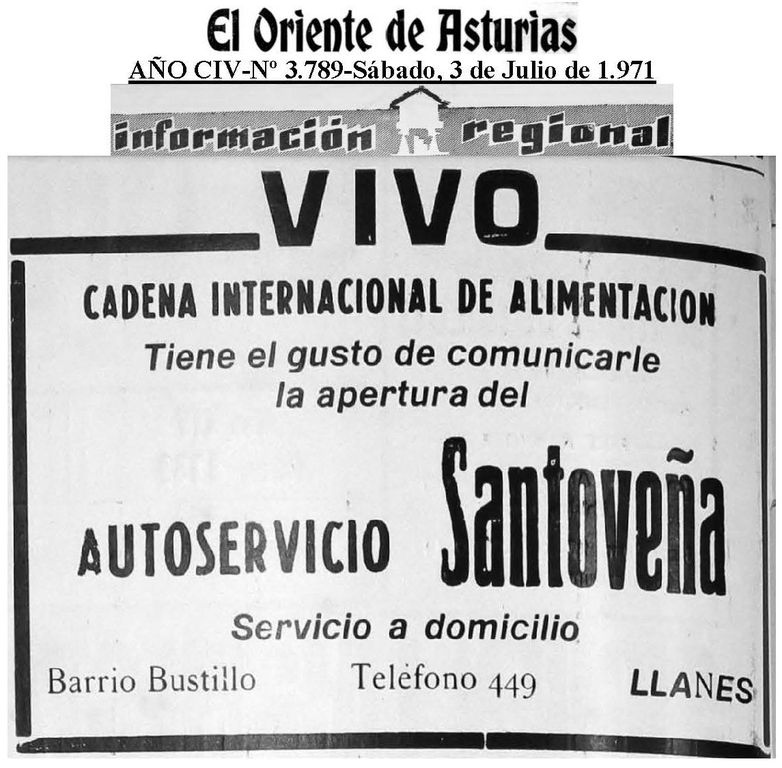 El Oriente de Asturias
AÑO CIV-Nº 3.789-Sábado, 3 de Julio de 1.971
información regional
VIVO
CADENA INTERNACIONAL DE ALIMENTACION
Tiene el gusto de comunicarle
la apertura del
AUTOSERVICIO Santoveña
Servicio a domicilio
Barrio Bustillo Teléfono 449 LLANES